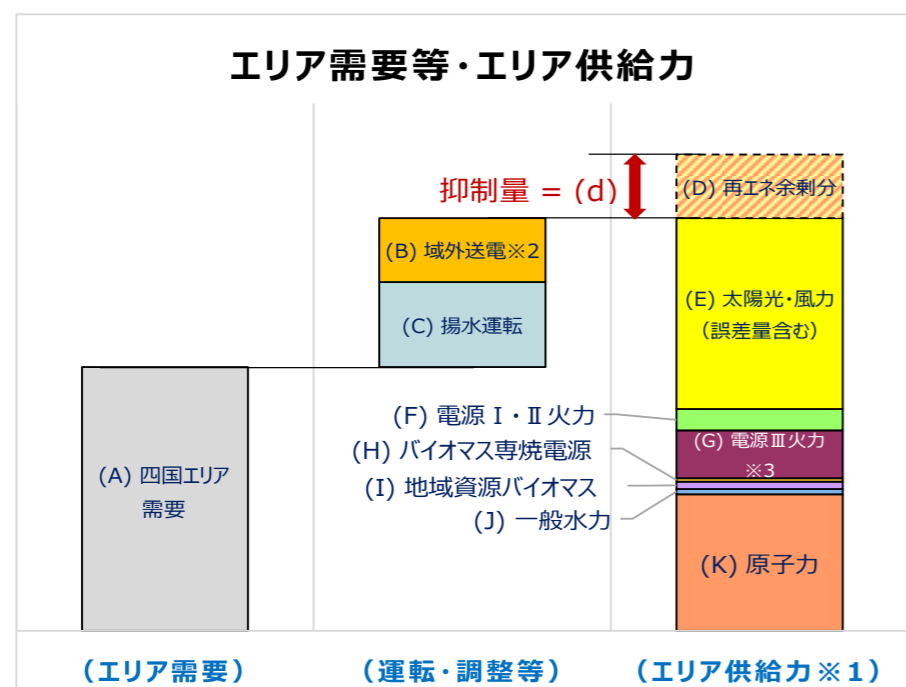 エリア需要等・エリア供給力
抑制量 = (d)
(D) 再エネ余剰分
(B) 域外送電※2
(C) 揚水運転
(E) 太陽光・風力
(誤差量含む)
(F) 電源Ⅰ・Ⅱ火力
(G) 電源Ⅲ火力
※3
(H) バイオマス専焼電源
(I) 地域資源バイオマス
(J) 一般水力
(A) 四国エリア
需要
(K) 原子力
(エリア需要)
(運転・調整等)
(エリア供給力※1)